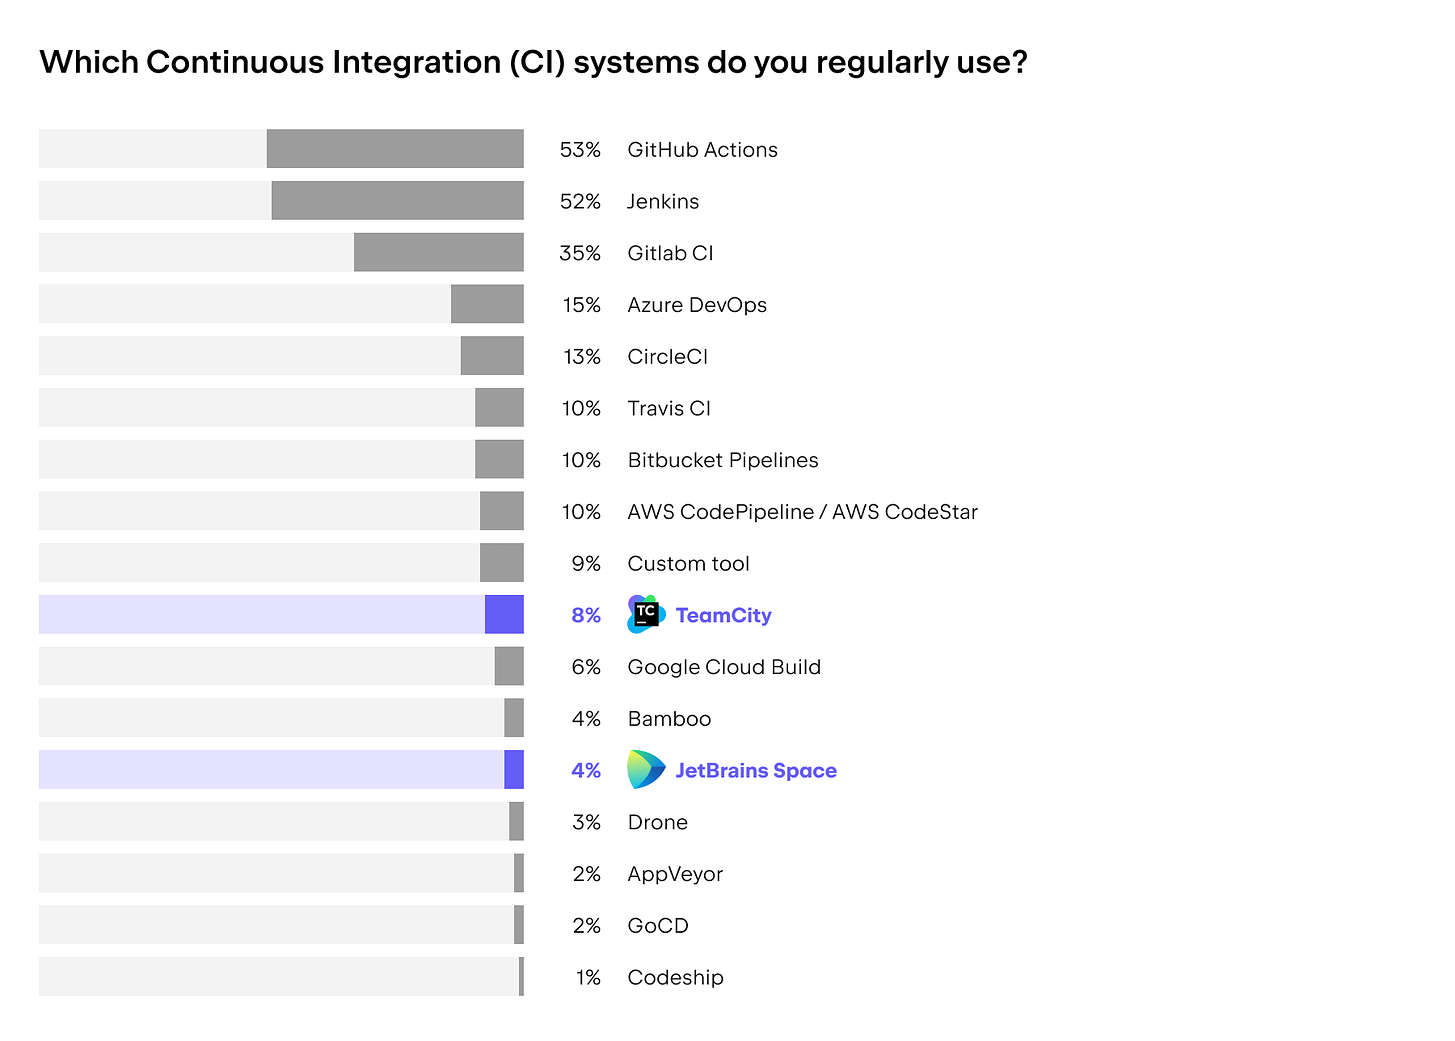 Which Continuous Integration (CI) systems do you regularly use?
53% GitHub Actions
52% Jenkins
35% Gitlab CI
15% Azure DevOps
13% CircleCI
10% Travis CI
10% Bitbucket Pipelines
10% AWS CodePipeline / AWS CodeStar
9% Custom tool
8% TC TeamCity
6% Google Cloud Build
4% Bamboo
4% JetBrains Space
3% Drone
2% AppVeyor
2% GoCD
1% Codeship